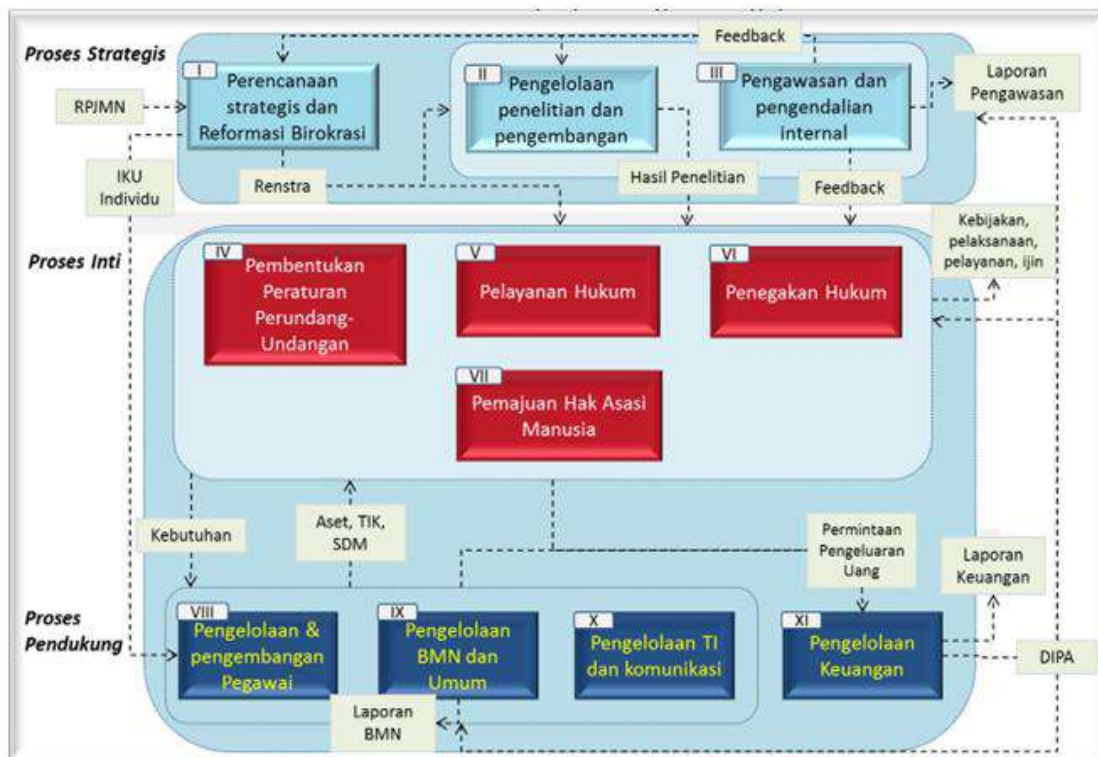 Proses Strategis
Feedback
I
Perencanaan
strategis dan
Reformasi Birokrasi
II
Pengelolaan
penelitian dan
pengembangan
III
Pengawasan dan
pengendalian
internal
Laporan
Pengawasan
RPJMN
IKU
Individu
Renstra
Hasil Penelitian
Feedback
Proses Inti
IV
Pembentukan
Peraturan
Perundang-
Undangan
V
Pelayanan Hukum
VI
Penegakan Hukum
Kebijakan,
pelaksanaan,
pelayanan, ijin
VII
Pemajuan Hak Asasi
Manusia
Kebutuhan
Aset, TIK,
SDM
Permintaan
Pengeluaran
Uang
Laporan
Keuangan
Proses
Pendukung
VIII
Pengelolaan &
pengembangan
Pegawai
IX
Pengelolaan
BMN dan
Umum
X
Pengelolaan TI
dan komunikasi
XI
Pengelolaan
Keuangan
DIPA
Laporan
BMN